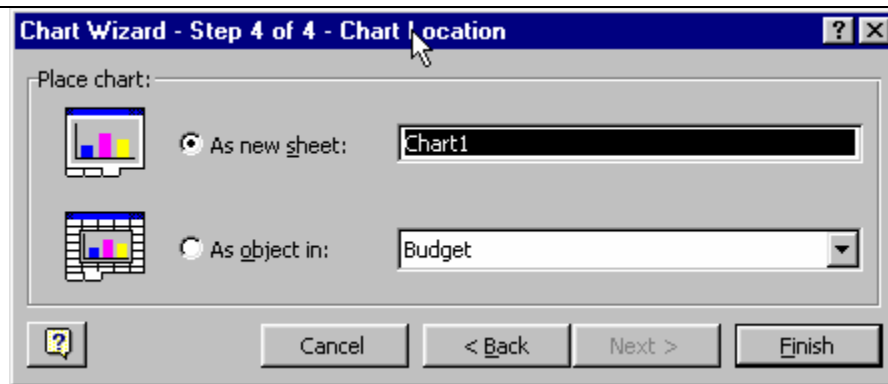 Chart Wizard - Step 4 of 4 - Chart Location
Place chart:
As new sheet: Chart1
As object in: Budget
Cancel < Back Next > Finish